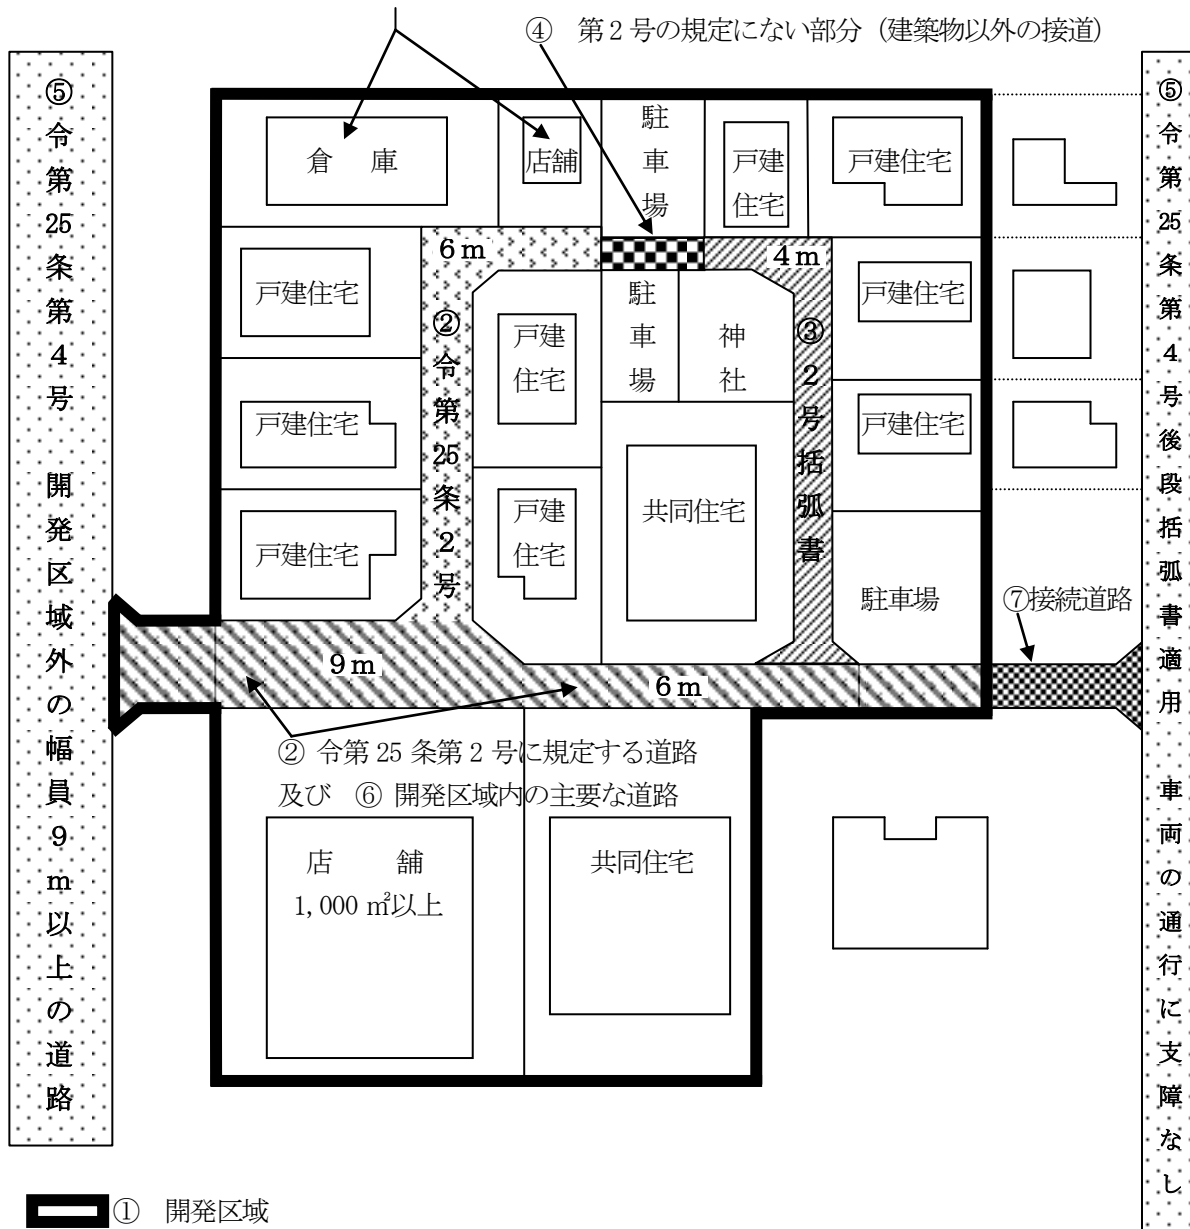 ④　第2号の規定にない部分（建築物以外の接道）
⑤令第25条第4号　開発区域外の幅員9m以上の道路
⑤令第25条第4号後段括弧書適用　車両の通行に支障なし
倉　庫
店舗
駐車場
戸建
住宅
戸建住宅
6m
4m
戸建住宅
②令第25条2号
戸建
住宅
駐車場
神社
③2号括弧書
戸建住宅
戸建住宅
戸建住宅
戸建住宅
戸建
住宅
共同住宅
駐車場
⑦接続道路
9m
6m
② 令第25条第2号に規定する道路
及び　⑥ 開発区域内の主要な道路
店　舗
1,000㎡以上
共同住宅
①　開発区域